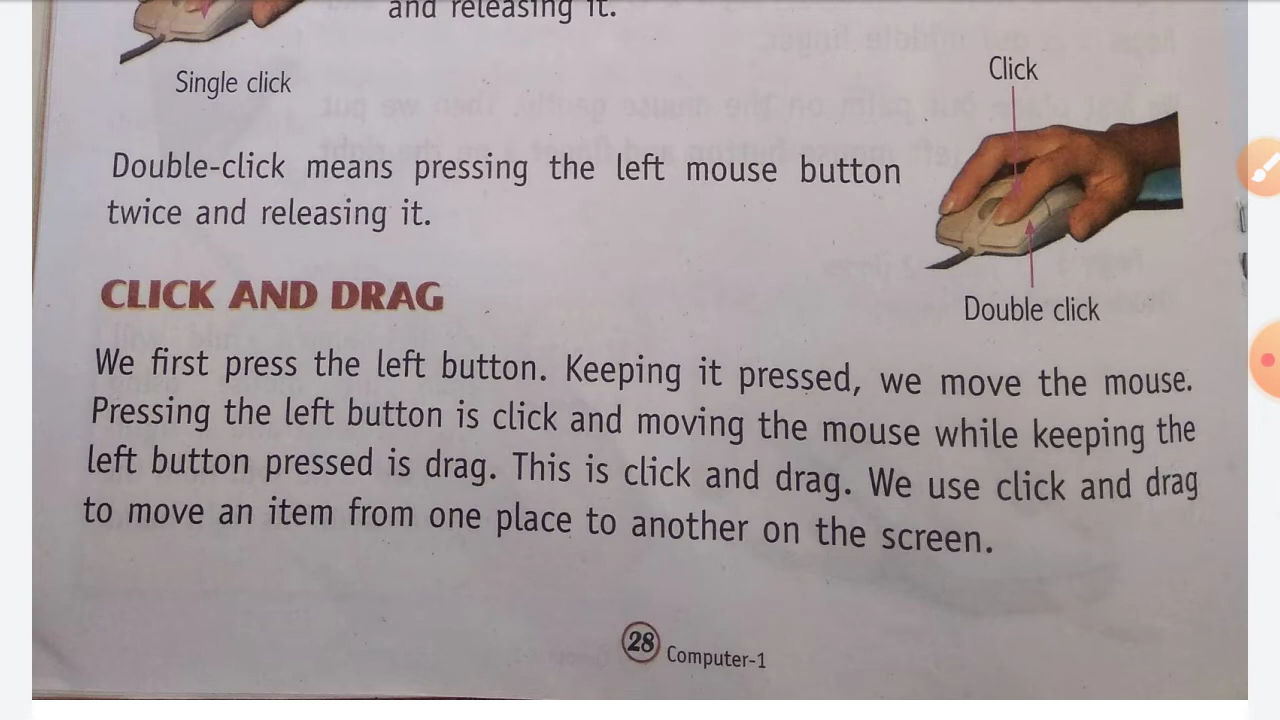 and releasing it.
Single click
Click
Double-click means pressing the left mouse button
twice and releasing it.
Double click
CLICK AND DRAG
We first press the left button. Keeping it pressed, we move the mouse.
Pressing the left button is click and moving the mouse while keeping the
left button pressed is drag. This is click and drag. We use click and drag
to move an item from one place to another on the screen.
28 Computer-1